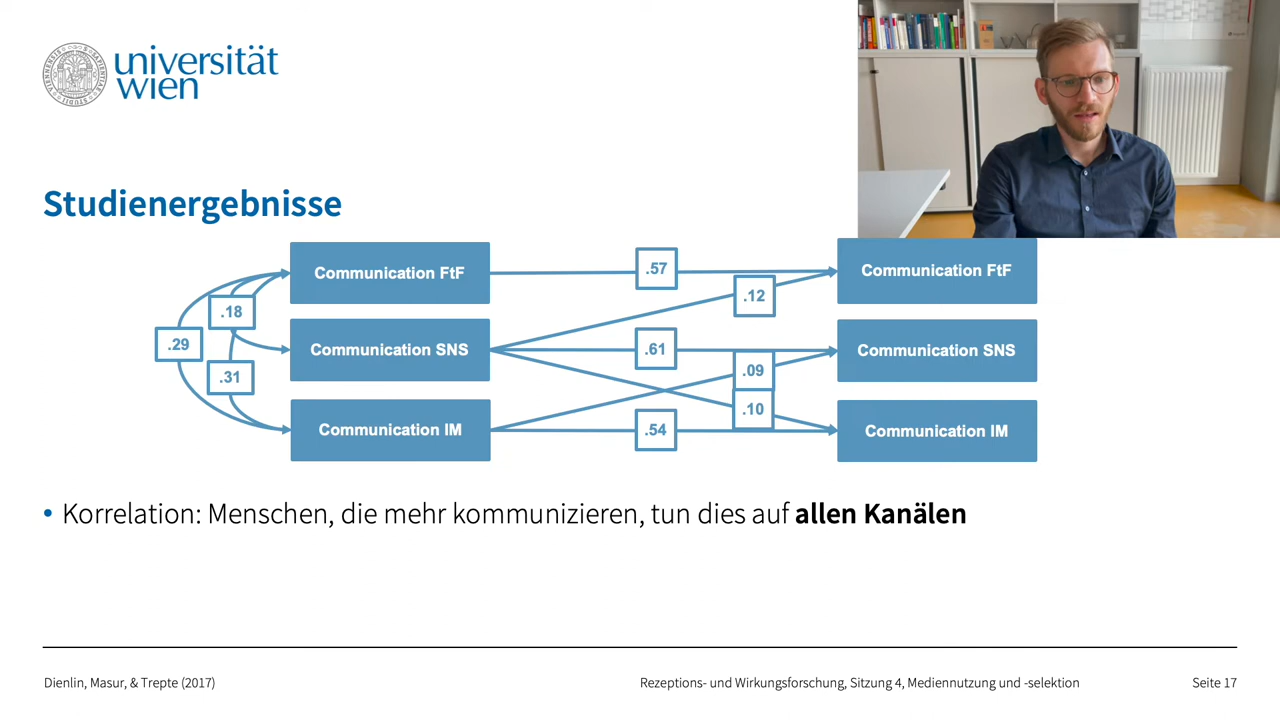 universität
wien
Studienergebnisse
Communication FtF
.57
Communication FtF
.12
.18
.29
Communication SNS
.61
Communication SNS
.09
.31
.10
Communication IM
.54
Communication IM
• Korrelation: Menschen, die mehr kommunizieren, tun dies auf allen Kanälen
Dienlin, Masur, & Trepte (2017)
Rezeptions- und Wirkungsforschung, Sitzung 4, Mediennutzung und -selektion
Seite 17